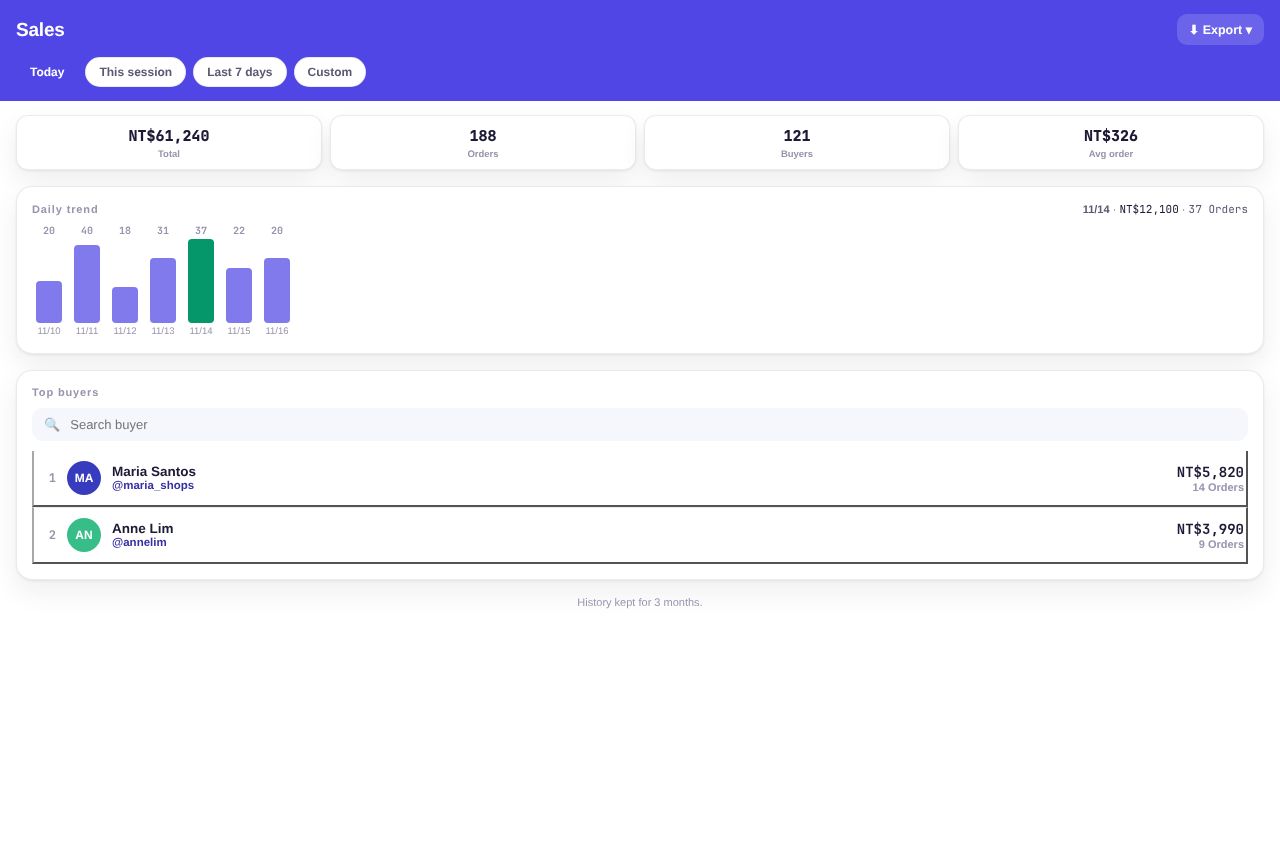 Sales
⬇ Export ▾
Today
This session
Last 7 days
Custom
NT$61,240
Total
188
Orders
121
Buyers
NT$326
Avg order
Daily trend
11/14 · NT$12,100 · 37 Orders
20 40 18 31 37 22 20
11/10 11/11 11/12 11/13 11/14 11/15 11/16
Top buyers
🔍 Search buyer
1
MA
Maria Santos
@maria_shops
NT$5,820
14 Orders
2
AN
Anne Lim
@annelim
NT$3,990
9 Orders
History kept for 3 months.